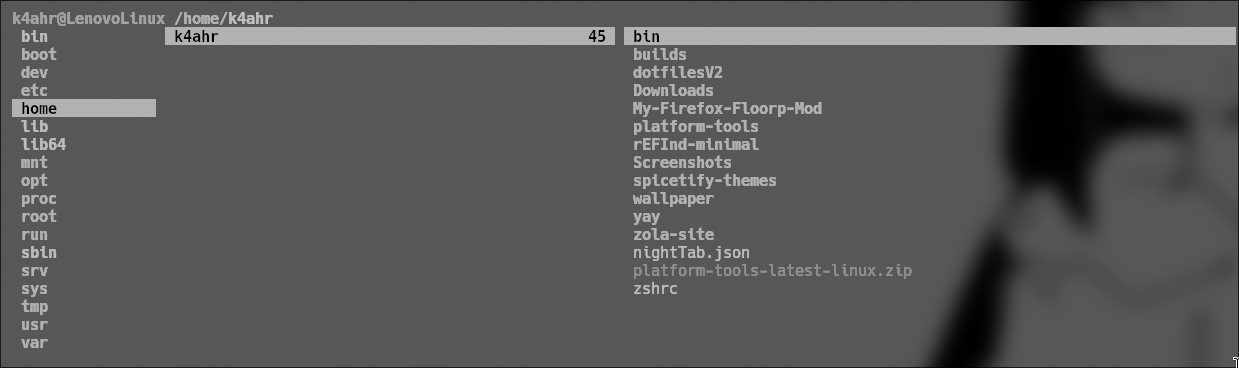 k4ahr@LenovoLinux /home/k4ahr
bin k4ahr 45 bin
boot builds
dev dotfilesV2
etc Downloads
home My-Firefox-Floorp-Mod
lib platform-tools
lib64 rEFInd-minimal
mnt Screenshots
opt spicetify-themes
proc wallpaper
root yay
run zola-site
sbin nightTab.json
srv platform-tools-latest-linux.zip
sys zshrc
tmp
usr
var